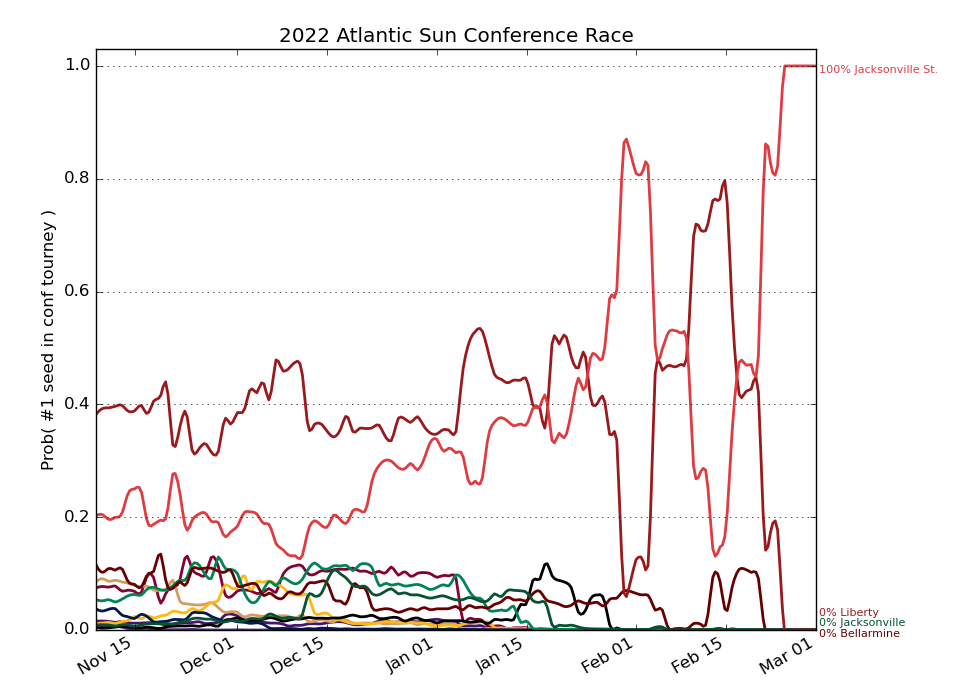 2022 Atlantic Sun Conference Race
Prob( #1 seed in conf tourney )
1.0
0.8
0.6
0.4
0.2
0.0
100% Jacksonville St.
0% Liberty
0% Jacksonville
0% Bellarmine
Nov 15
Dec 01
Dec 15
Jan 01
Jan 15
Feb 01
Feb 15
Mar 01